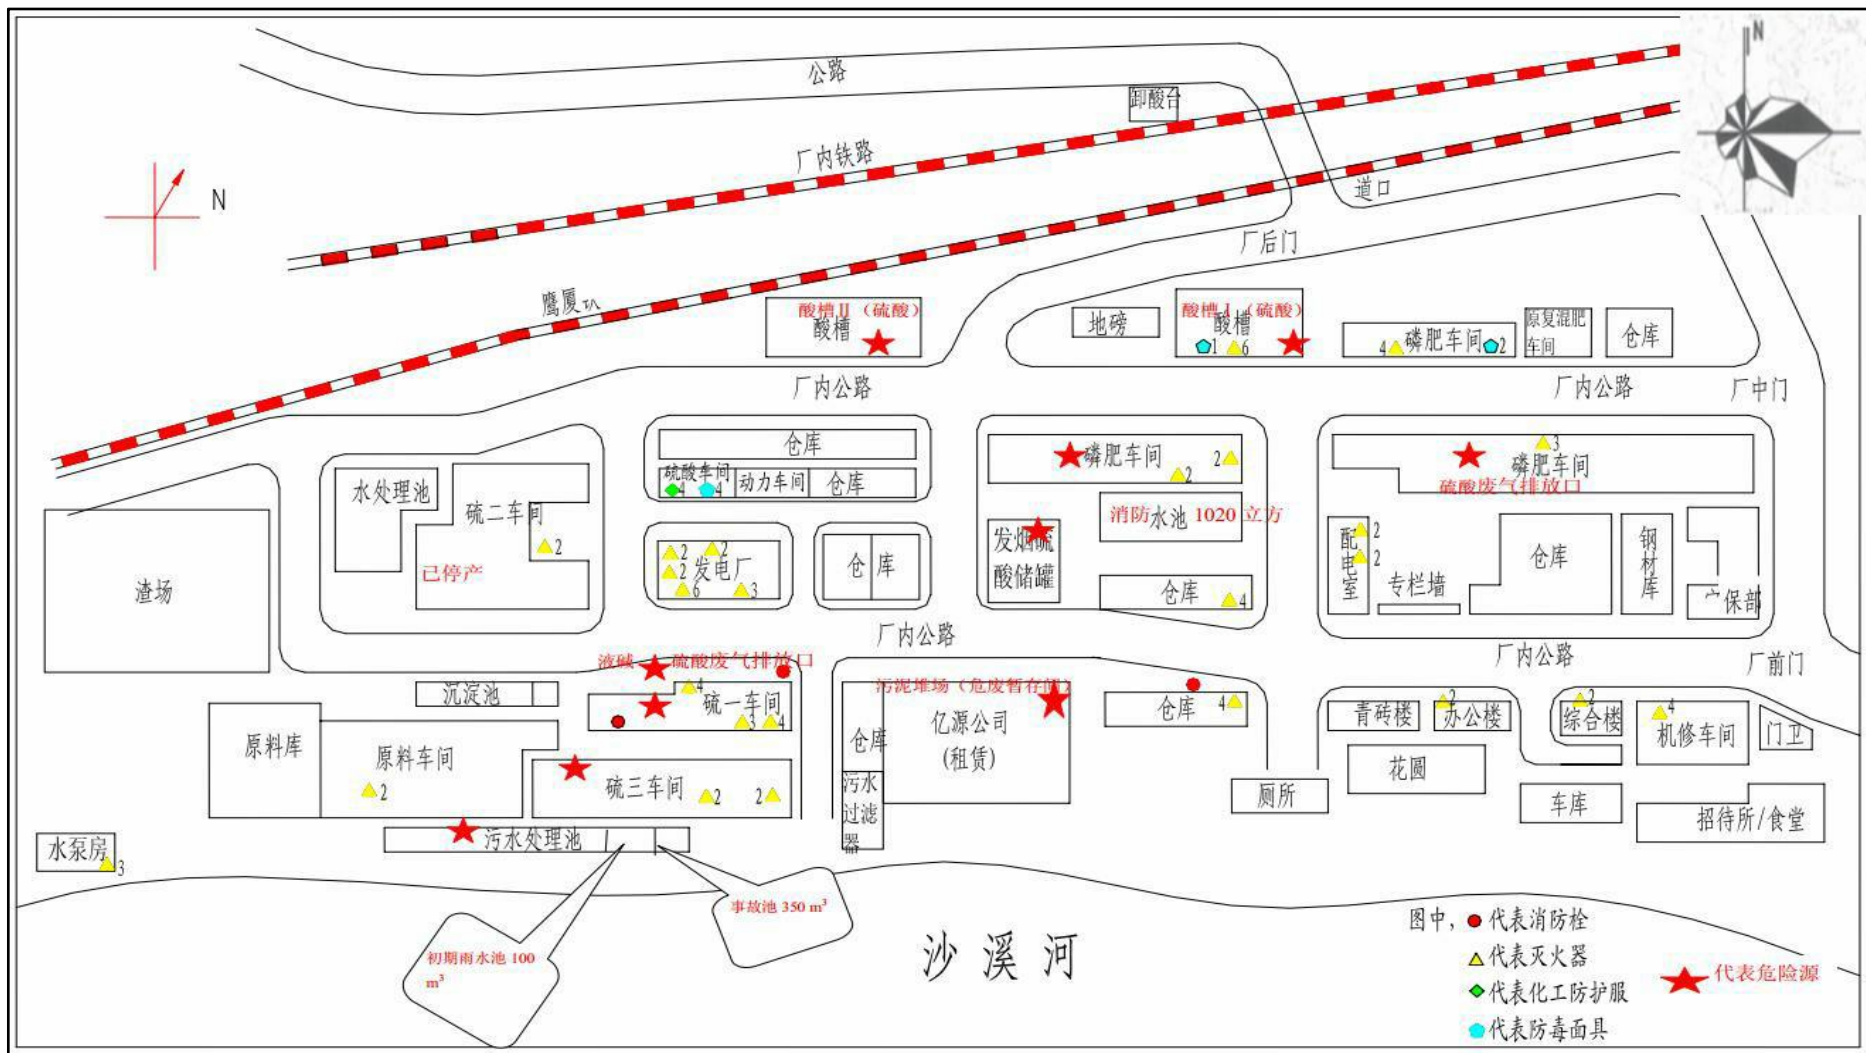 N
公路
卸酸台
厂内铁路
N
道口
厂后门
鹰厦
酸槽Ⅱ（硫酸）
酸槽
地磅
酸槽Ⅰ（硫酸）
酸槽
1
6
4
磷肥车间
2
原复混肥
车间
仓库
厂内公路
厂内公路
厂中门
仓库
硫酸车间
4
4
动力车间
仓库
磷肥车间
2
2
3
磷肥车间
硫酸废气排放口
水处理池
硫二车间
2
已停产
消防水池 1020 立方
发烟硫
酸储罐
2
2
2
发电厂
6
3
仓库
仓库
4
配电室
2
2
专栏墙
仓库
钢材库
保部
渣场
厂内公路
厂内公路
厂前门
液碱
硫酸废气排放口
沉淀池
4
硫一车间
3
4
污泥堆场（危废暂存间）
仓库
亿源公司
(租赁)
仓库
4
青砖楼
2
办公楼
2
综合楼
4
机修车间
门卫
原料库
原料车间
2
硫三车间
2
2
污水
过滤
器
花圆
厕所
车库
招待所/食堂
水泵房
3
污水处理池
事故池 350 m³
初期雨水池 100
m³
沙溪河
图中，
代表消防栓
代表灭火器
代表化工防护服
代表防毒面具
代表危险源